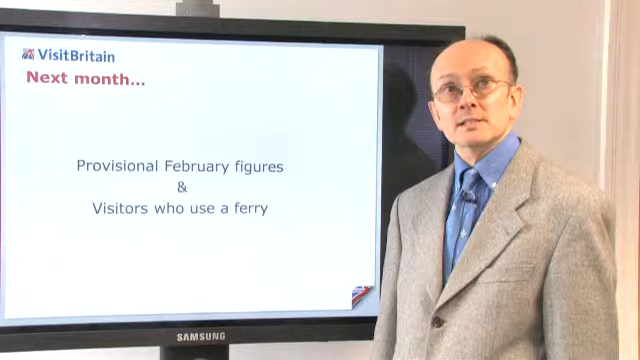 VisitBritain
Next month...
Provisional February figures
&
Visitors who use a ferry
SAMSUNG